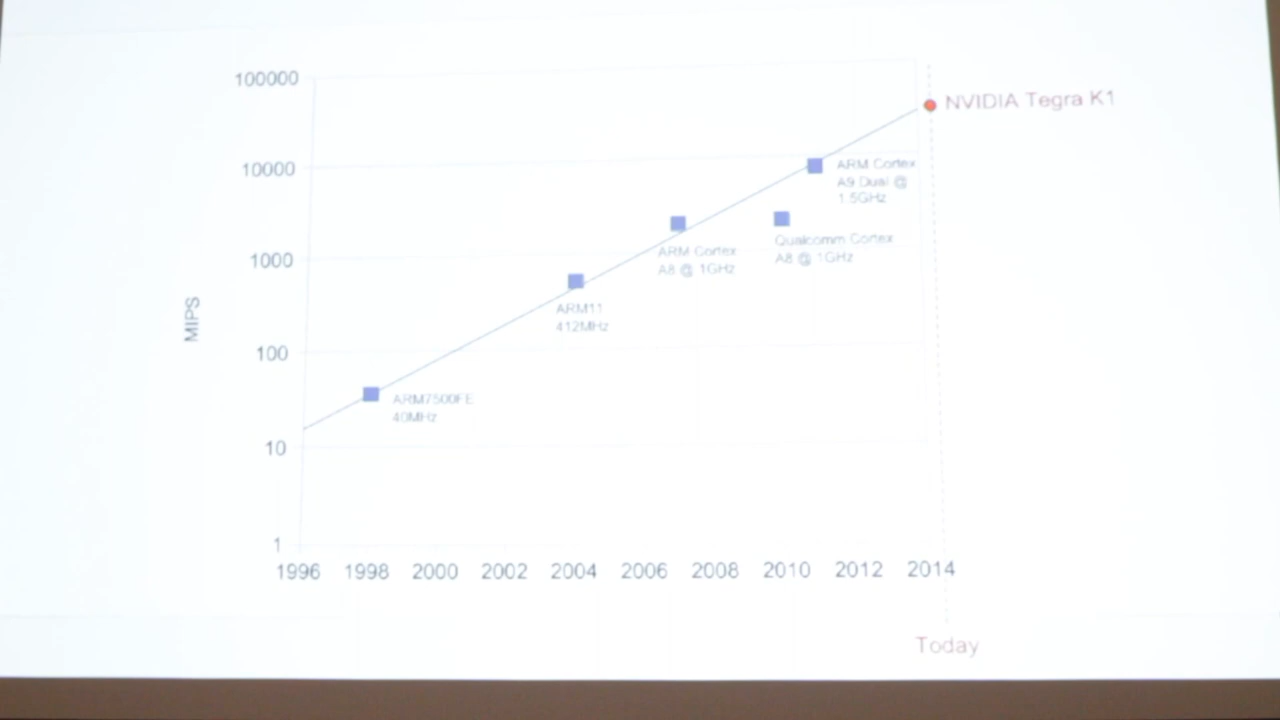 100000
NVIDIA Tegra K1
10000
ARM Cortex
A9 Dual @
1.5GHz
Qualcomm Cortex
A8 @ 1GHz
ARM Cortex
A8 @ 1GHz
1000
ARM11
412MHz
MIPS
100
ARM7500FE
40MHz
10
1
1996 1998 2000 2002 2004 2006 2008 2010 2012 2014
Today